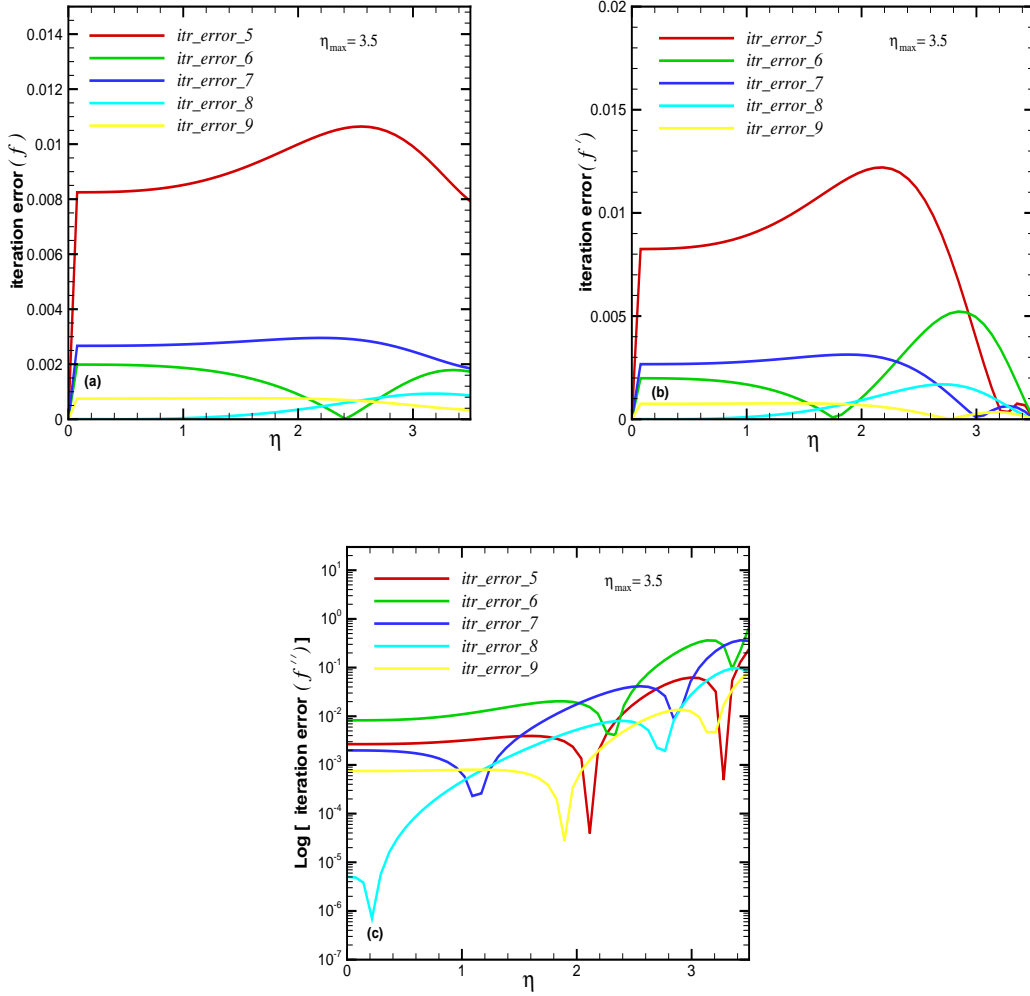 0.014
0.012
0.01
0.008
0.006
0.004
0.002
0
iteration error ( f )
itr_error_5
itr_error_6
itr_error_7
itr_error_8
itr_error_9
η_max = 3.5
(a)
0 1 2 3
η
0.02
0.015
0.01
0.005
0
iteration error ( f ′ )
itr_error_5
itr_error_6
itr_error_7
itr_error_8
itr_error_9
η_max = 3.5
(b)
0 1 2 3
η
10^1
10^0
10^-1
10^-2
10^-3
10^-4
10^-5
10^-6
10^-7
Log [ iteration error ( f ′′ ) ]
itr_error_5
itr_error_6
itr_error_7
itr_error_8
itr_error_9
η_max = 3.5
(c)
0 1 2 3
η